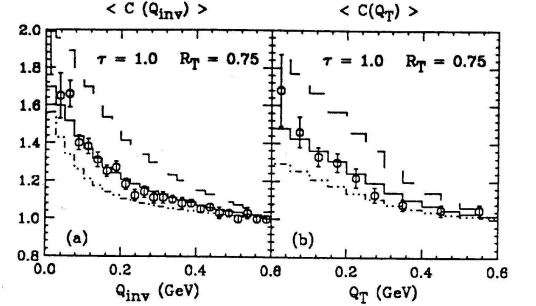 < C (Q_inv) > < C(Q_T) >
2.0
τ = 1.0 R_T = 0.75 τ = 1.0 R_T = 0.75
1.8
1.6
1.4
1.2
1.0
(a) (b)
0.8
0.0 0.2 0.4 0.6 0.2 0.4 0.6
Q_inv (GeV) Q_T (GeV)